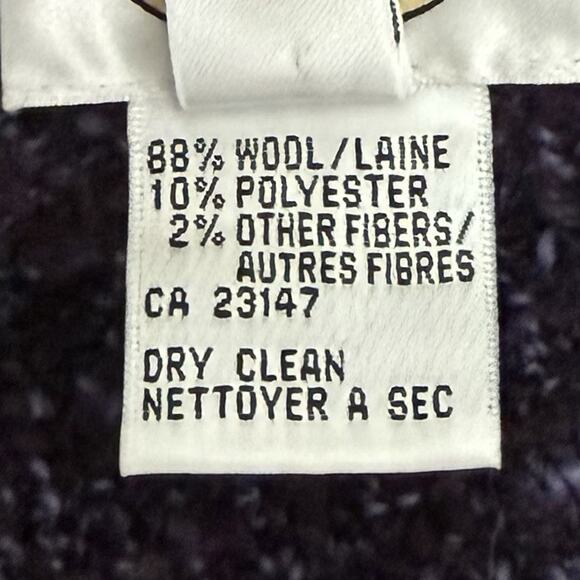 88% WOOL/LAINE
10% POLYESTER
2% OTHER FIBERS/
AUTRES FIBRES
CA 23147
DRY CLEAN
NETTOYER A SEC